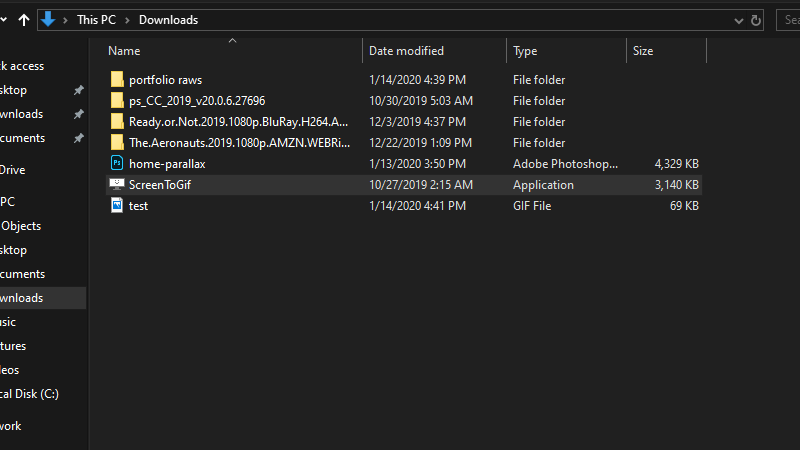 This PC > Downloads
Sea
Name Date modified Type Size
portfolio raws 1/14/2020 4:39 PM File folder
ps_CC_2019_v20.0.6.27696 10/30/2019 5:03 AM File folder
Ready.or.Not.2019.1080p.BluRay.H264.A... 12/3/2019 4:37 PM File folder
The.Aeronauts.2019.1080p.AMZN.WEBRi... 12/22/2019 1:09 PM File folder
Ps
home-parallax 1/13/2020 3:50 PM Adobe Photoshop... 4,329 KB
ScreenToGif 10/27/2019 2:15 AM Application 3,140 KB
test 1/14/2020 4:41 PM GIF File 69 KB
ck access
sktop
wnloads
cuments
Drive
PC
Objects
sktop
cuments
wnloads
usic
tures
deos
cal Disk (C:)
work